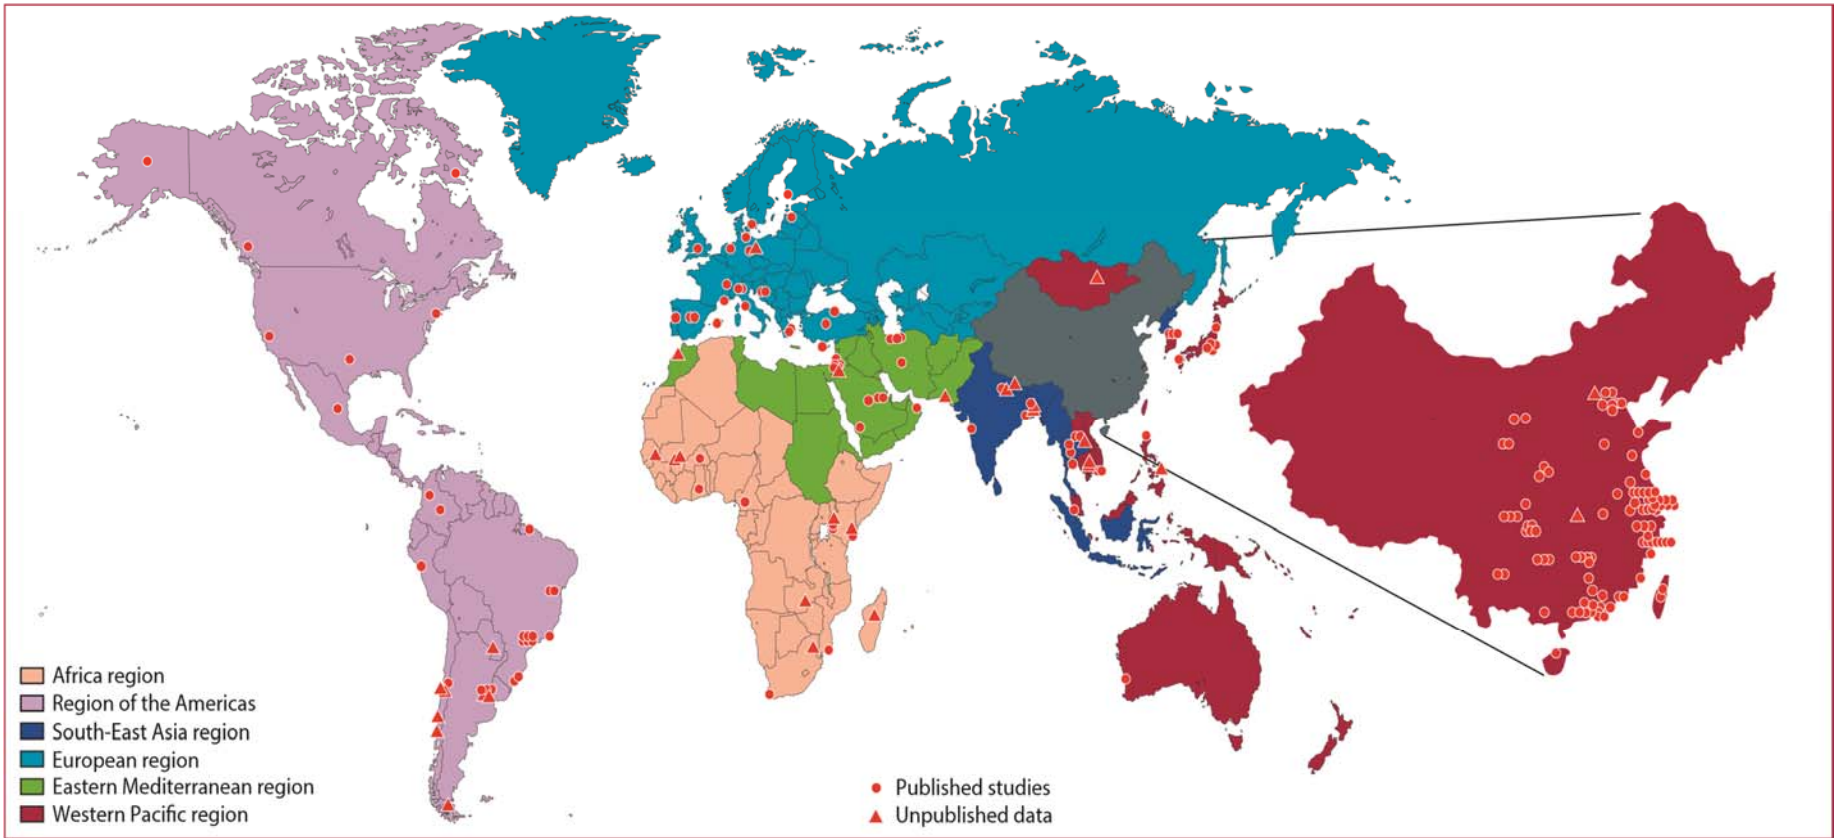 Africa region
Region of the Americas
South-East Asia region
European region
Eastern Mediterranean region
Western Pacific region
Published studies
Unpublished data